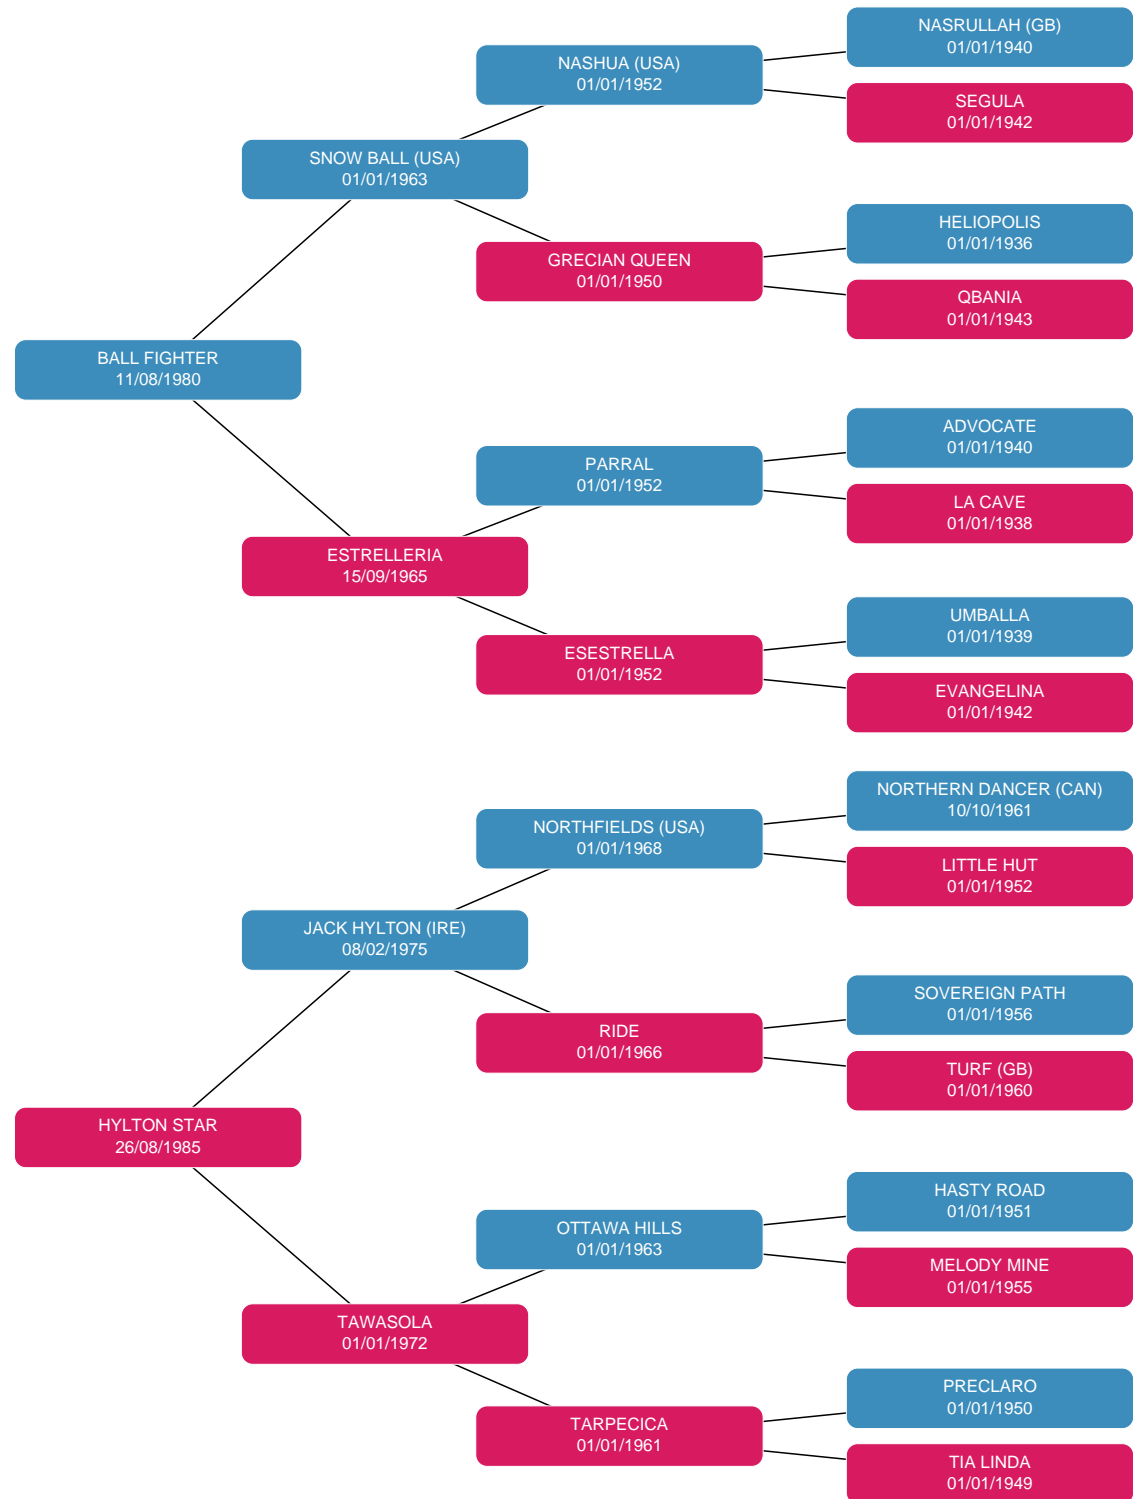 NASRULLAH (GB)
01/01/1940
NASHUA (USA)
01/01/1952
SEGULA
01/01/1942
SNOW BALL (USA)
01/01/1963
HELIOPOLIS
01/01/1936
GRECIAN QUEEN
01/01/1950
QBANIA
01/01/1943
BALL FIGHTER
11/08/1980
ADVOCATE
01/01/1940
PARRAL
01/01/1952
LA CAVE
01/01/1938
ESTRELLERIA
15/09/1965
UMBALLA
01/01/1939
ESESTRELLA
01/01/1952
EVANGELINA
01/01/1942
NORTHERN DANCER (CAN)
10/10/1961
NORTHFIELDS (USA)
01/01/1968
LITTLE HUT
01/01/1952
JACK HYLTON (IRE)
08/02/1975
SOVEREIGN PATH
01/01/1956
RIDE
01/01/1966
TURF (GB)
01/01/1960
HYLTON STAR
26/08/1985
HASTY ROAD
01/01/1951
OTTAWA HILLS
01/01/1963
MELODY MINE
01/01/1955
TAWASOLA
01/01/1972
PRECLARO
01/01/1950
TARPECICA
01/01/1961
TIA LINDA
01/01/1949